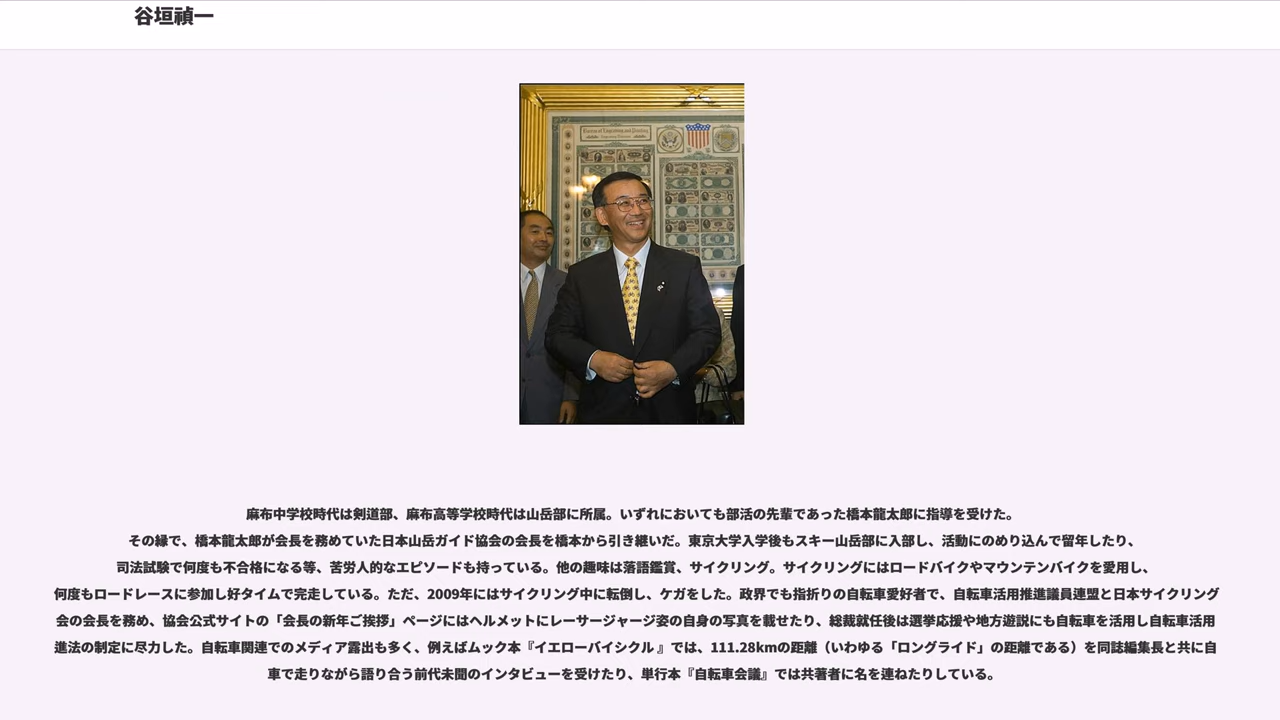 谷垣禎一
Bureau of Engraving and Printing
麻布中学校時代は剣道部、麻布高等学校時代は山岳部に所属。いずれにおいても部活の先輩であった橋本龍太郎に指導を受けた。
その縁で、橋本龍太郎が会長を務めていた日本山岳ガイド協会の会長を橋本から引き継いだ。東京大学入学後もスキー山岳部に入部し、活動にのめり込んで留年したり、
司法試験で何度も不合格になる等、苦労人的なエピソードも持っている。他の趣味は落語鑑賞、サイクリング。サイクリングにはロードバイクやマウンテンバイクを愛用し、
何度もロードレースに参加し好タイムで完走している。ただ、2009年にはサイクリング中に転倒し、ケガをした。政界でも指折りの自転車愛好者で、自転車活用推進議員連盟と日本サイクリング
会の会長を務め、協会公式サイトの「会長の新年ご挨拶」ページにはヘルメットにレーサージャージ姿の自身の写真を載せたり、総裁就任後は選挙応援や地方遊説にも自転車を活用し自転車活用
進法の制定に尽力した。自転車関連でのメディア露出も多く、例えばムック本『イエローバイシクル 』では、111.28kmの距離（いわゆる「ロングライド」の距離である）を同誌編集長と共に自
車で走りながら語り合う前代未聞のインタビューを受けたり、単行本『自転車会議』では共著者に名を連ねたりしている。